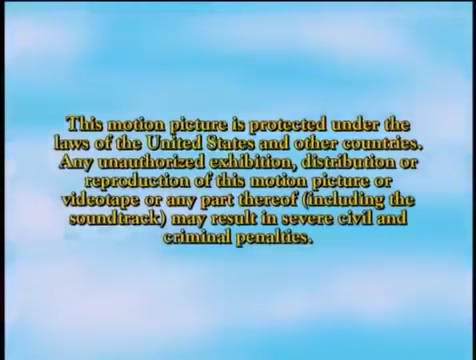 This motion picture is protected under the
laws of the United States and other countries.
Any unauthorized exhibition, distribution or
reproduction of this motion picture or
videotape or any part thereof (including the
soundtrack) may result in severe civil and
criminal penalties.